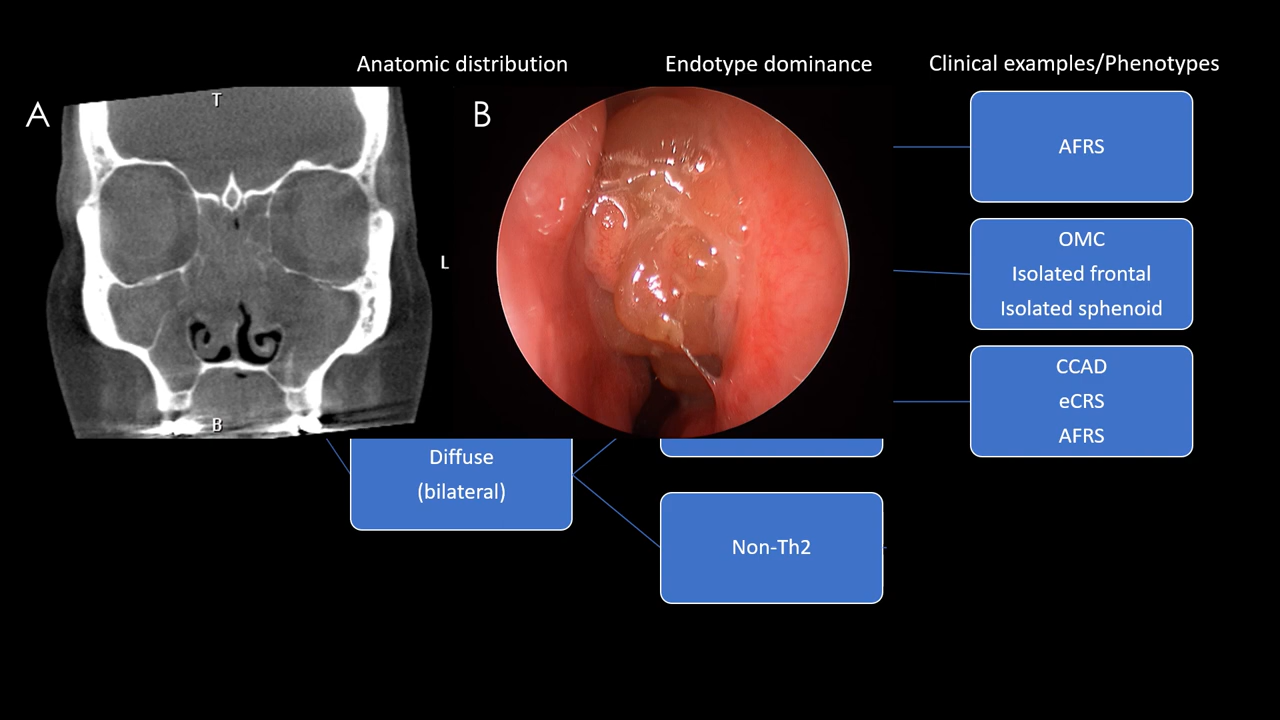 Anatomic distribution
Endotype dominance
Clinical examples/Phenotypes
A
T
L
B
B
AFRS
OMC
Isolated frontal
Isolated sphenoid
CCAD
eCRS
AFRS
Diffuse
(bilateral)
Non-Th2